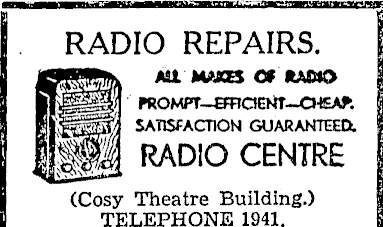 RADIO REPAIRS.
ALL MAKES OF RADIO
PROMPT—EFFICIENT—CHEAP.
SATISFACTION GUARANTEED.
RADIO CENTRE
(Cosy Theatre Building.)
TELEPHONE 1941.